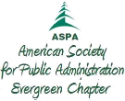 ASPA
American Society
for Public Administration
Evergreen Chapter